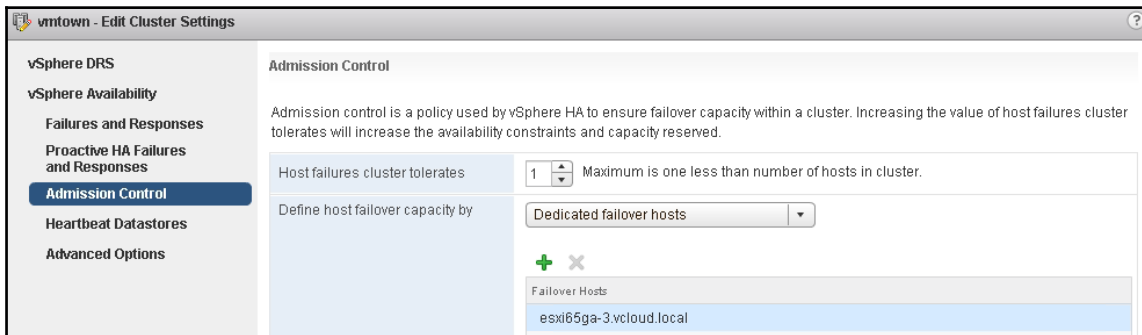 vmtown - Edit Cluster Settings
?
vSphere DRS
vSphere Availability
Failures and Responses
Proactive HA Failures
and Responses
Admission Control
Heartbeat Datastores
Advanced Options
Admission Control
Admission control is a policy used by vSphere HA to ensure failover capacity within a cluster. Increasing the value of host failures cluster
tolerates will increase the availability constraints and capacity reserved.
Host failures cluster tolerates 1 Maximum is one less than number of hosts in cluster.
Define host failover capacity by Dedicated failover hosts
Failover Hosts
esxi65ga-3.vcloud.local